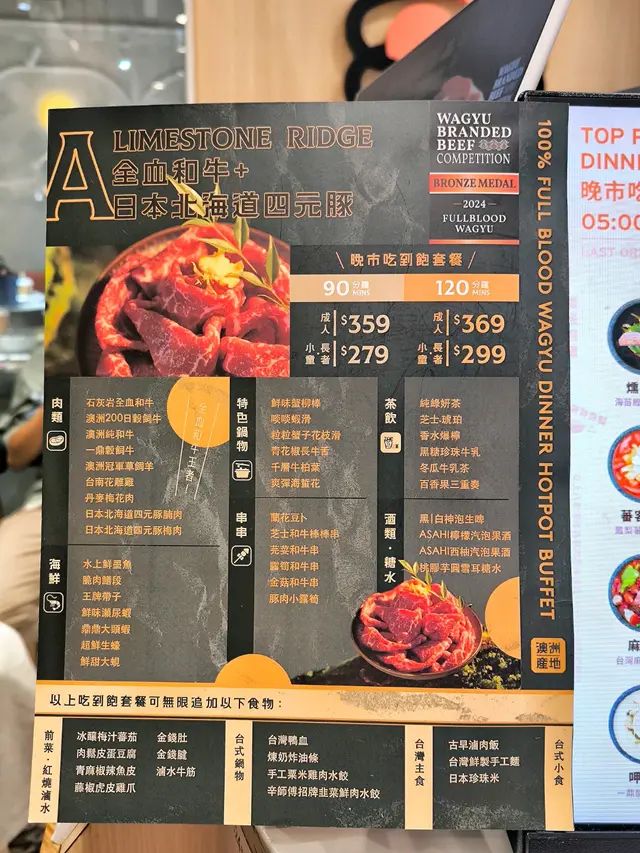 A
LIMESTONE RIDGE
全血和牛+
日本北海道四元豚
WAGYU
BRANDED
BEEF
COMPETITION
BRONZE MEDAL
2024
FULLBLOOD
WAGYU
100% FULL BLOOD WAGYU DINNER HOTPOT BUFFET
澳洲
産地
\ 晚市吃到飽套餐 /
90分鐘 MINS
120分鐘 MINS
成人 $359
成人 $369
小童·長者 $279
小童·長者 $299
全血和牛王者
肉類
石灰岩全血和牛
澳洲200日穀飼牛
澳洲純和牛
一鼎穀飼牛
澳洲冠軍草飼羊
台南花雕雞
丹麥梅花肉
日本北海道四元豚腩肉
日本北海道四元豚梅肉
海鮮
水上鮮墨魚
脆肉䱽段
王牌帶子
鮮味瀨尿蝦
鼎鼎大頭蝦
超鮮生蠔
鮮甜大蜆
特色鍋物
鮮味蟹柳棒
啖啖蝦滑
粒粒蟹子花枝滑
青花椒長牛舌
千層牛柏葉
爽彈海蜇花
串串
蘭花豆卜
芝士和牛棒棒串
芫荽和牛串
露筍和牛串
金菇和牛串
豚肉小露筍
茶飲
純綠妍茶
芝士·琥珀
香水爆檸
黑糖珍珠牛乳
冬瓜牛乳茶
百香果三重奏
酒類·糖水
黑|白神泡生啤
ASAHI檸檬汽泡果酒
ASAHI西柚汽泡果酒
桃膠芋圓雪耳糖水
以上吃到飽套餐可無限追加以下食物：
前菜·紅燒滷水
冰釀梅汁蕃茄
肉鬆皮蛋豆腐
青麻椒辣魚皮
藤椒虎皮雞爪
金錢肚
金錢腱
滷水牛筋
台式鍋物
台灣鴨血
煉奶炸油條
手工粟米雞肉水餃
辛師傅招牌韭菜鮮肉水餃
台灣主食
古早滷肉飯
台灣鮮製手工麵
日本珍珠米
台式小食
TOP
DINN
晚市吃
05:00